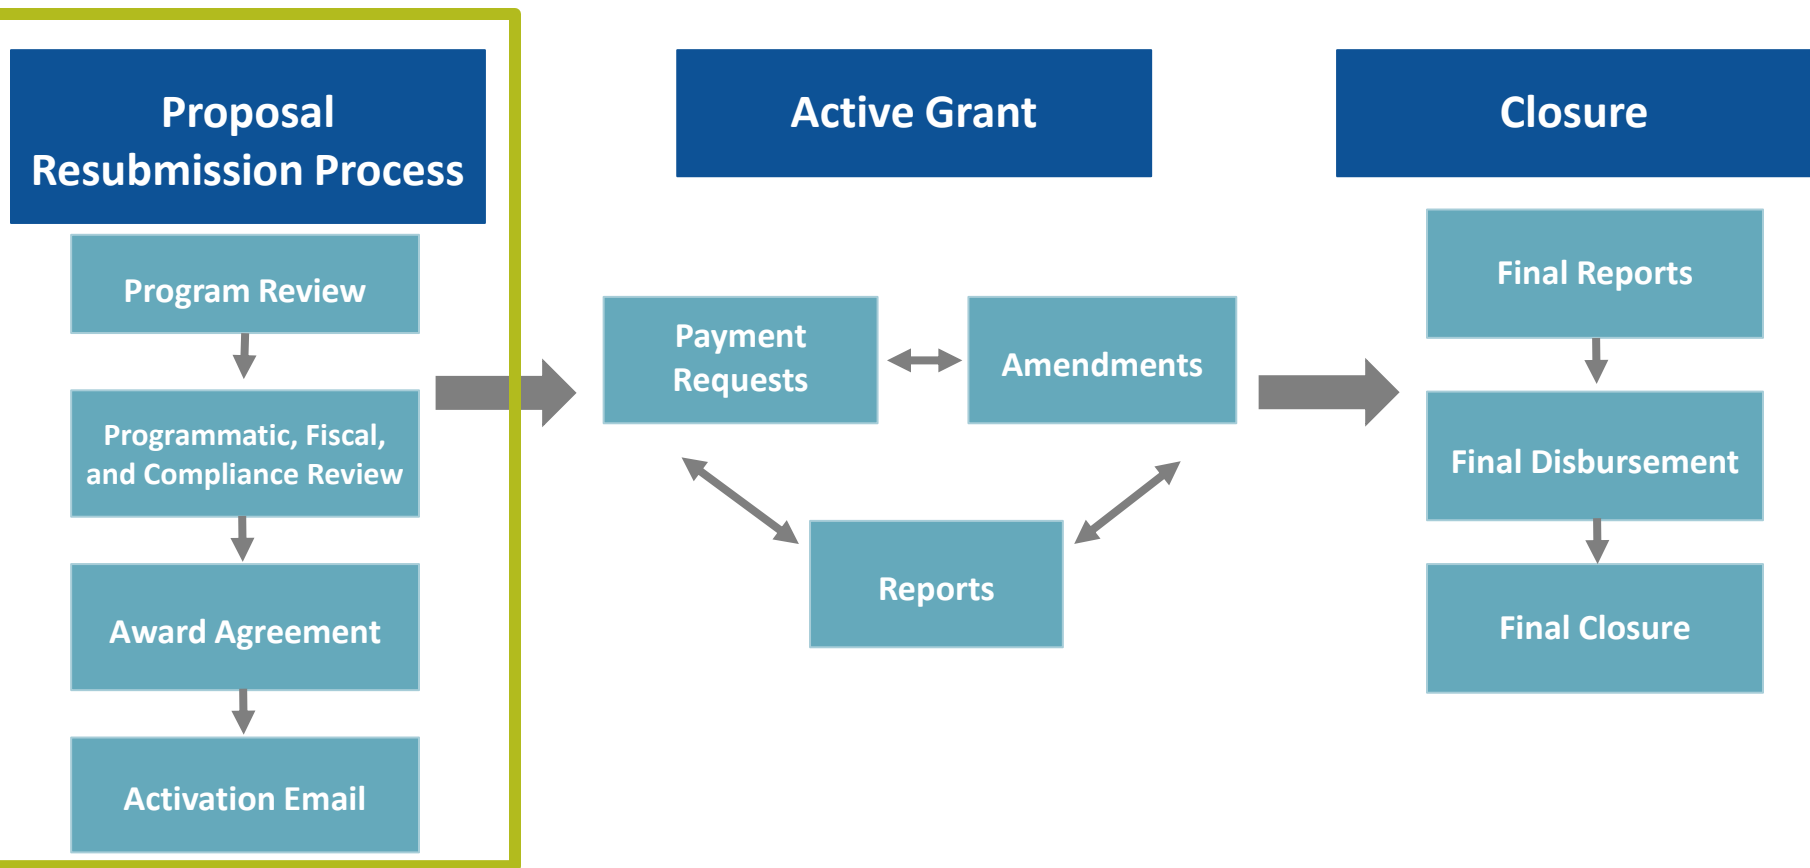 Proposal
Resubmission Process
Program Review
Programmatic, Fiscal,
and Compliance Review
Award Agreement
Activation Email
Active Grant
Payment
Requests
Amendments
Reports
Closure
Final Reports
Final Disbursement
Final Closure